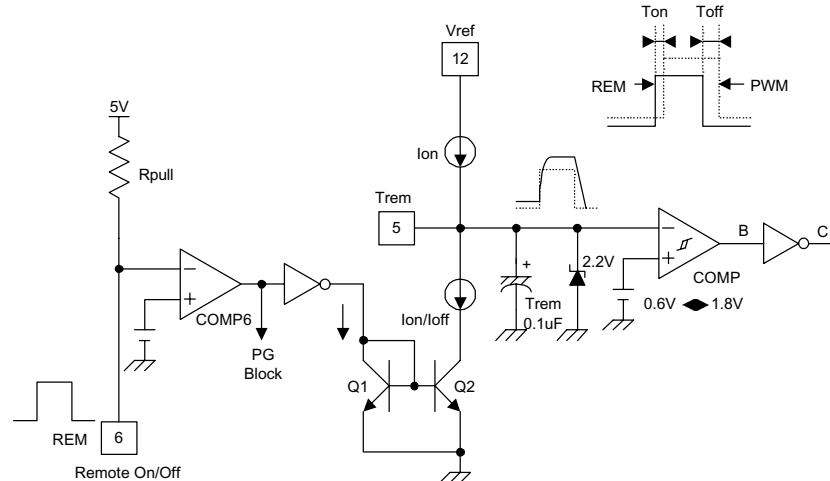 Ton
Toff
REM
PWM
Vref
12
5V
Rpull
Ion
Trem
5
B
C
COMP
2.2V
Trem
0.1uF
0.6V
1.8V
COMP6
PG
Block
Ion/Ioff
Q1
Q2
REM
6
Remote On/Off